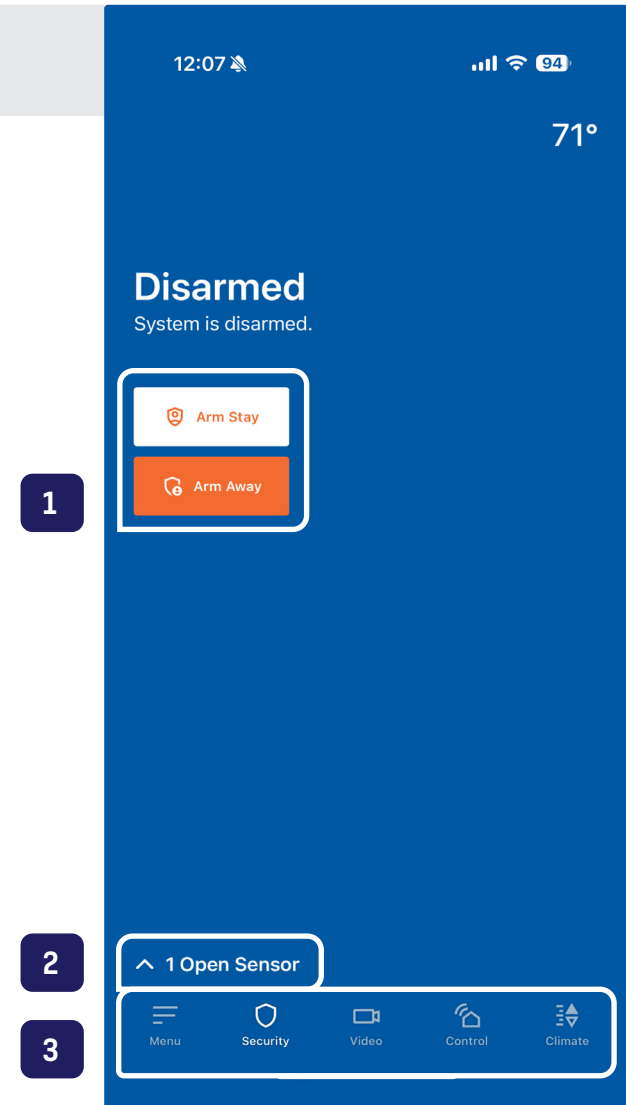 12:07 94
71°
Disarmed
System is disarmed.
Arm Stay
Arm Away
1
2
1 Open Sensor
3
Menu Security Video Control Climate